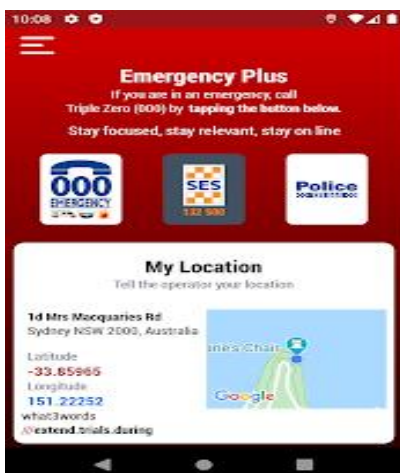 10:08
Emergency Plus
If you are in an emergency, call
Triple Zero (000) by tapping the button below.
Stay focused, stay relevant, stay on line
000
EMERGENCY
SES
132 500
Police
My Location
Tell the operator your location
1d Mrs Macquaries Rd
Sydney NSW 2000, Australia
Latitude
-33.85965
Longitude
151.22252
what3words
///extend.trials.during
rie's Chair
Google